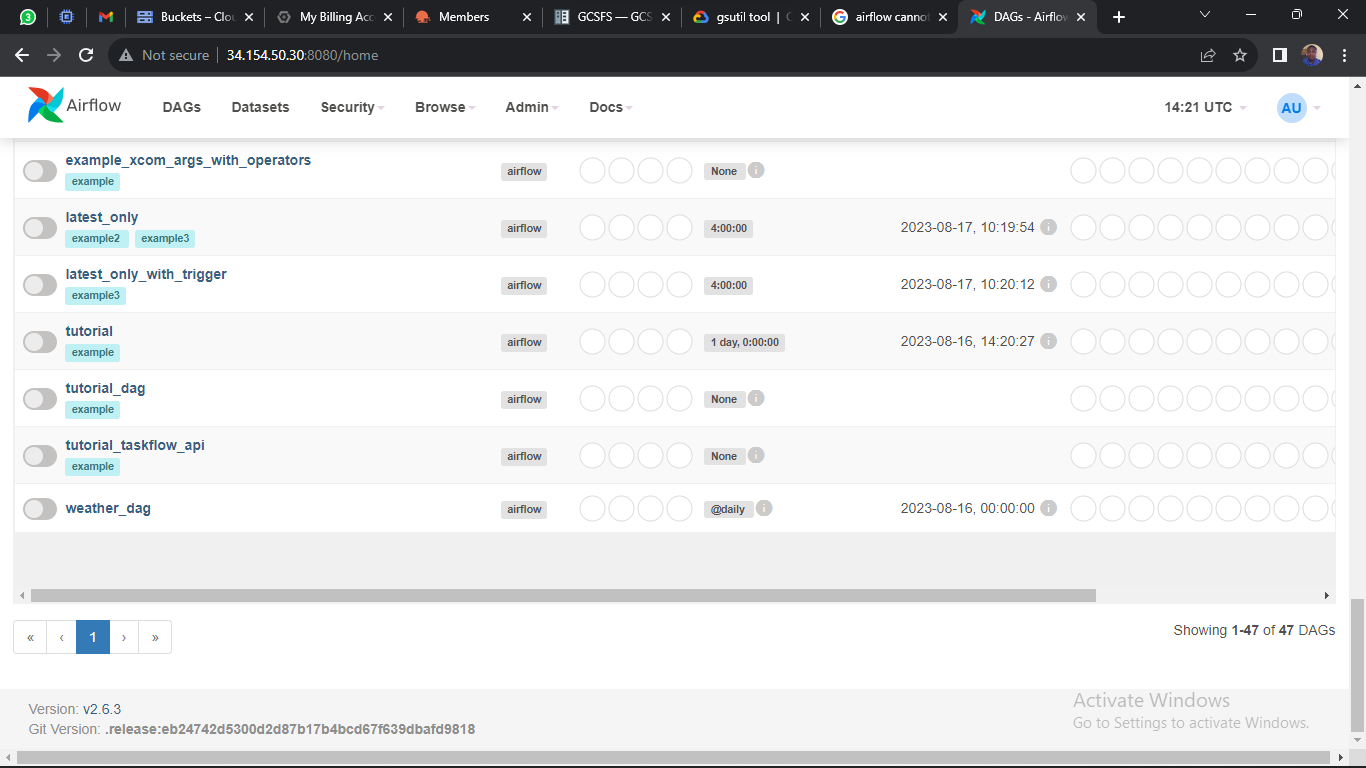 3
Buckets – Clou
My Billing Acc
Members
GCSFS — GCS
gsutil tool | C
airflow cannot
DAGs - Airflow
Not secure 34.154.50.30:8080/home
Airflow DAGs Datasets Security Browse Admin Docs 14:21 UTC AU
example_xcom_args_with_operators
example
airflow
None
latest_only
example2 example3
airflow
4:00:00
2023-08-17, 10:19:54
latest_only_with_trigger
example3
airflow
4:00:00
2023-08-17, 10:20:12
tutorial
example
airflow
1 day, 0:00:00
2023-08-16, 14:20:27
tutorial_dag
example
airflow
None
tutorial_taskflow_api
example
airflow
None
weather_dag
airflow
@daily
2023-08-16, 00:00:00
« ‹ 1 › »
Showing 1-47 of 47 DAGs
Version: v2.6.3
Git Version: .release:eb24742d5300d2d87b17b4bcd67f639dbafd9818
Activate Windows
Go to Settings to activate Windows.